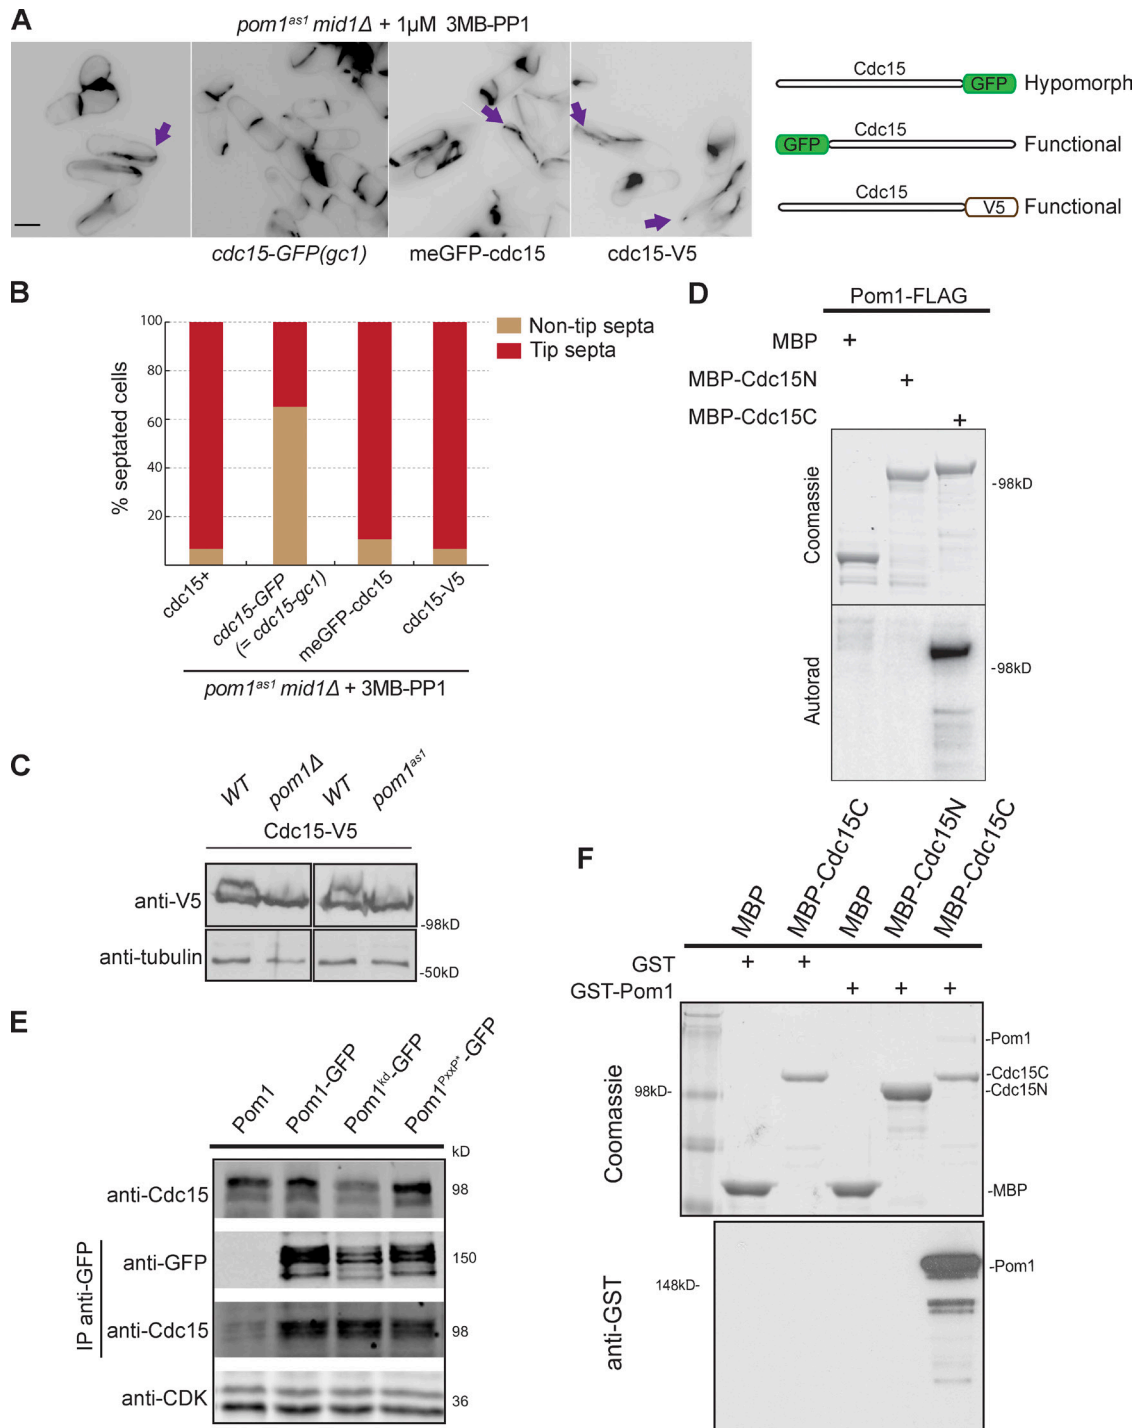 A
pom1as1 mid1Δ + 1µM 3MB-PP1
cdc15-GFP(gc1)
meGFP-cdc15
cdc15-V5
Cdc15
GFP
Hypomorph
Cdc15
GFP
Functional
Cdc15
V5
Functional
B
% septated cells
100
80
60
40
20
Non-tip septa
Tip septa
cdc15+
cdc15-GFP
(= cdc15-gc1)
meGFP-cdc15
cdc15-V5
pom1as1 mid1Δ + 3MB-PP1
C
WT
pom1Δ
WT
pom1as1
Cdc15-V5
anti-V5
-98kD
anti-tubulin
-50kD
D
Pom1-FLAG
MBP +
MBP-Cdc15N +
MBP-Cdc15C +
Coomassie
-98kD
Autorad
-98kD
E
Pom1
Pom1-GFP
Pom1kd-GFP
Pom1PxxP*-GFP
kD
anti-Cdc15
98
IP anti-GFP
anti-GFP
150
anti-Cdc15
98
anti-CDK
36
F
MBP
MBP-Cdc15C
MBP
MBP-Cdc15N
MBP-Cdc15C
GST + +
GST-Pom1 + + +
Coomassie
98kD-
-Pom1
-Cdc15C
-Cdc15N
-MBP
anti-GST
148kD-
-Pom1